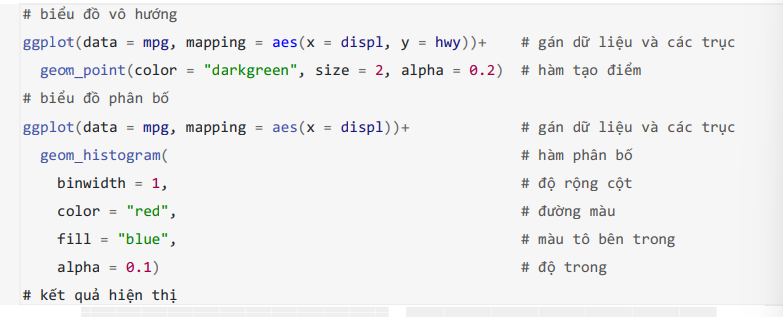 # biểu đồ vô hướng
ggplot(data = mpg, mapping = aes(x = displ, y = hwy))+ # gán dữ liệu và các trục
geom_point(color = "darkgreen", size = 2, alpha = 0.2) # hàm tạo điểm
# biểu đồ phân bố
ggplot(data = mpg, mapping = aes(x = displ))+ # gán dữ liệu và các trục
geom_histogram( # hàm phân bố
binwidth = 1, # độ rộng cột
color = "red", # đường màu
fill = "blue", # màu tô bên trong
alpha = 0.1) # độ trong
# kết quả hiện thị